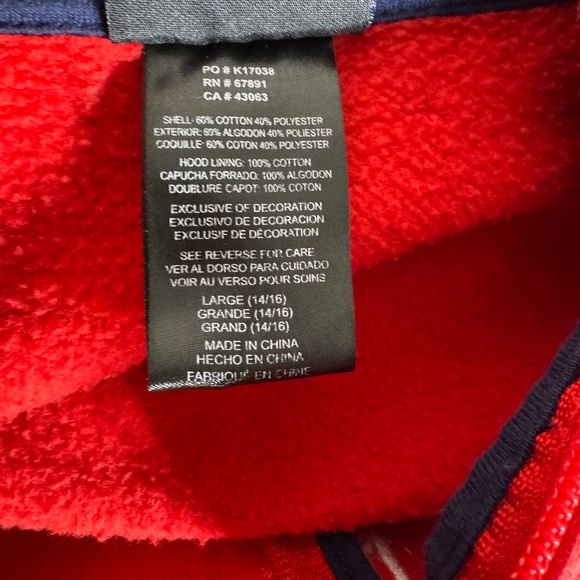 PO # K17038
RN # 67891
CA # 43063
SHELL: 60% COTTON 40% POLYESTER
EXTERIOR: 60% ALGODON 40% POLIESTER
COQUILLE: 60% COTON 40% POLYESTER
HOOD LINING: 100% COTTON
CAPUCHA FORRADO: 100% ALGODON
DOUBLURE CAPOT: 100% COTON
EXCLUSIVE OF DECORATION
EXCLUSIVO DE DECORACION
EXCLUSIF DE DÉCORATION
SEE REVERSE FOR CARE
VER AL DORSO PARA CUIDADO
VOIR AU VERSO POUR SOINS
LARGE (14/16)
GRANDE (14/16)
GRAND (14/16)
MADE IN CHINA
HECHO EN CHINA
FABRIQUÉ EN CHINE